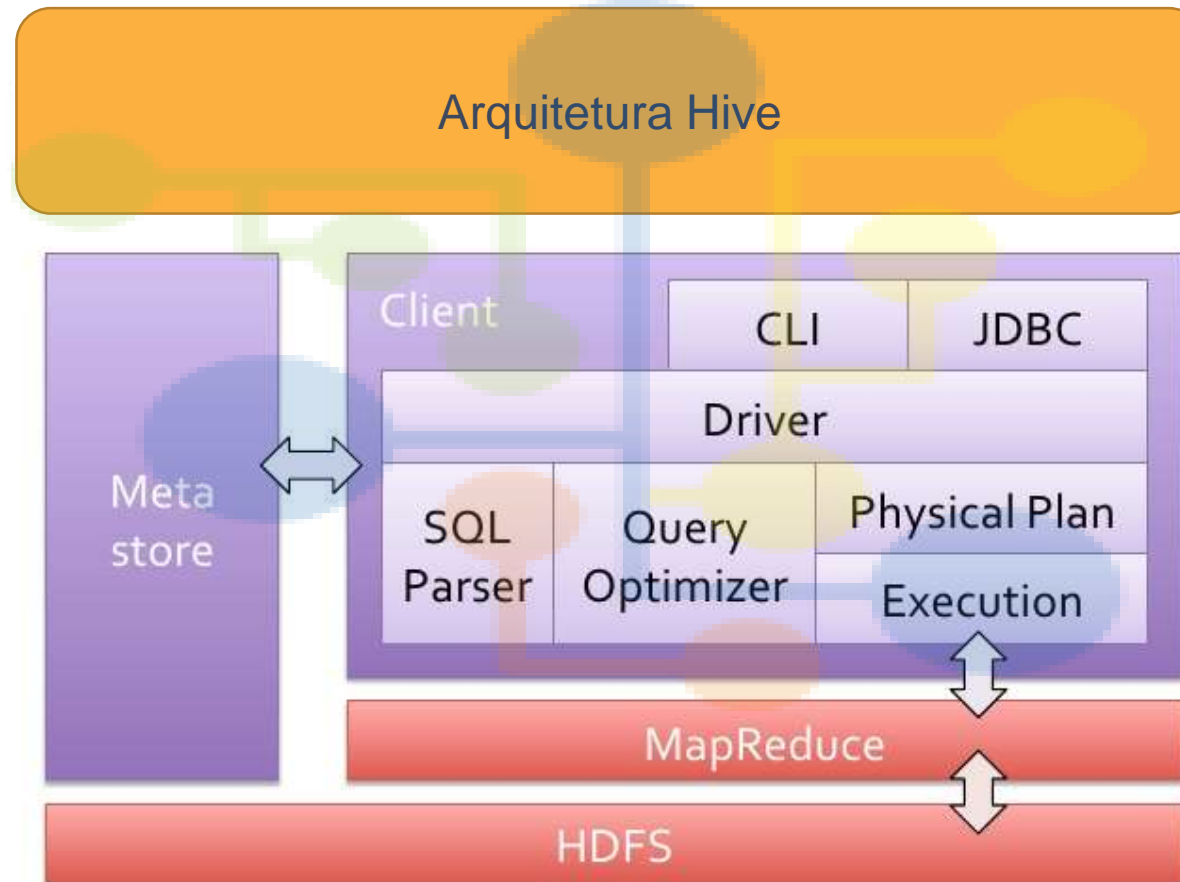 Arquitetura Hive
Client
CLI
JDBC
Driver
Meta
store
SQL
Parser
Query
Optimizer
Physical Plan
Execution
MapReduce
HDFS